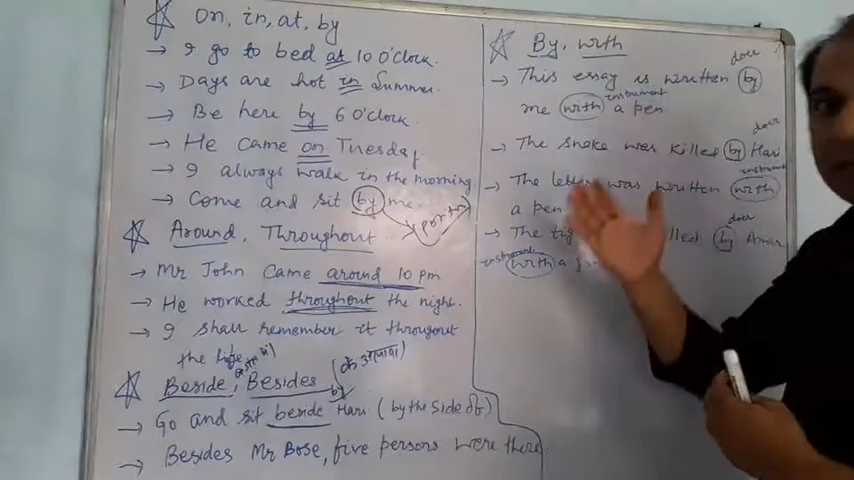 On, in, at, by
→ I go to bed at 10 O'clock.
→ Days are hot in Summer.
→ Be here by 6 O'clock.
→ He came on Tuesday.
→ I always walk in the morning
→ Come and sit by me.
Around, Throughout
→ Mr John Came around 10 pm
→ He worked throughout the night.
→ I shall remember it throughout
the life
Beside, Besides (के अलावा)
→ Go and sit beside Hari (by the Side of)
→ Besides Mr Bose, five persons were there
By, with
doer
→ This essay is written by
me with a pen
instrument
doer
→ The snake was killed by Hari
instrument
→ The letter was written with
a pen
doer
→ The lled by
instrument
with a